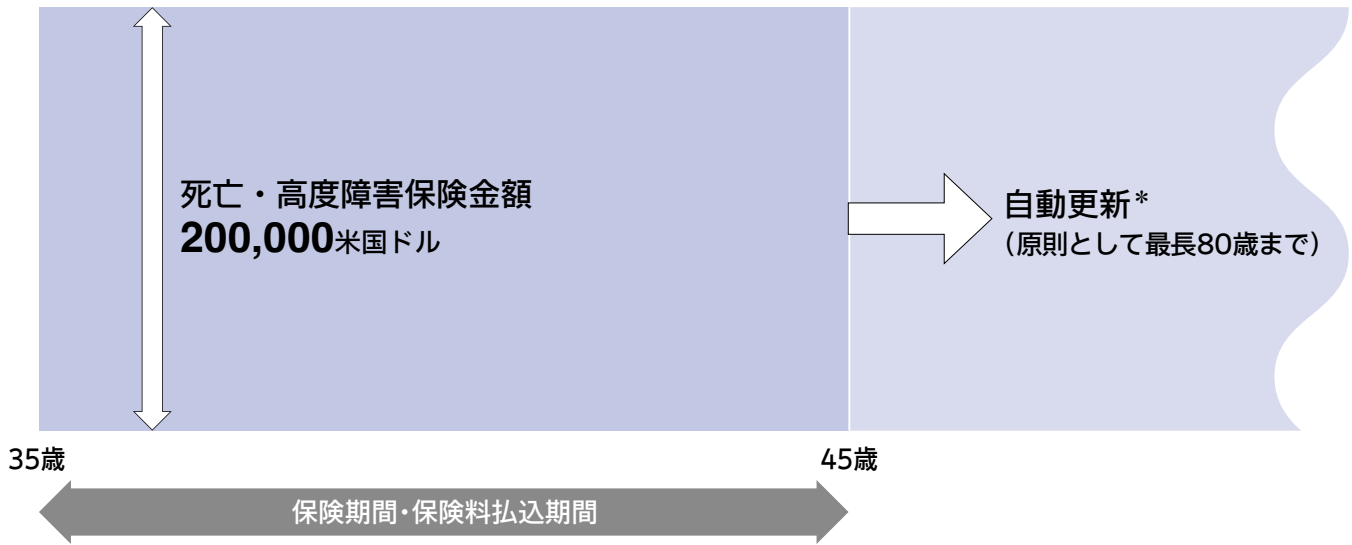 死亡・高度障害保険金額
200,000米国ドル
自動更新*
(原則として最長80歳まで)
35歳
45歳
保険期間・保険料払込期間